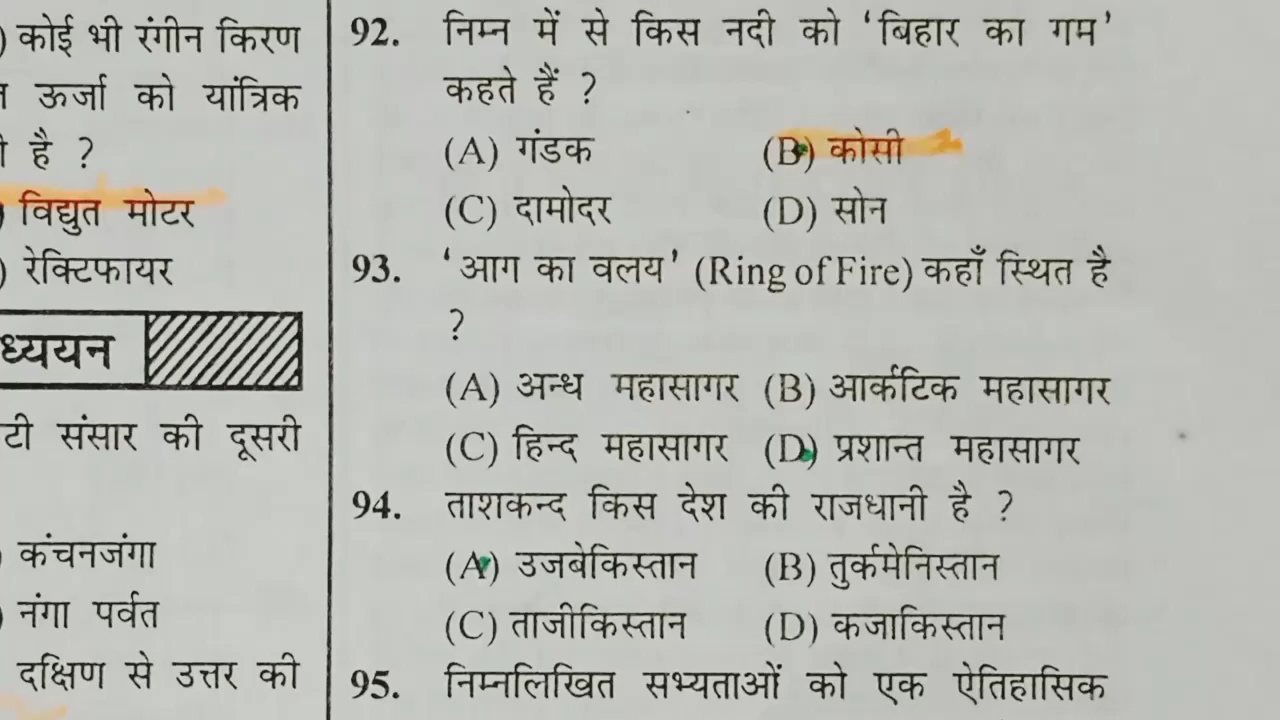 ) कोई भी रंगीन किरण
ऊर्जा को यांत्रिक
है ?
) विद्युत मोटर
) रेक्टिफायर
ध्ययन
टी संसार की दूसरी
) कंचनजंगा
) नंगा पर्वत
दक्षिण से उत्तर की
92. निम्न में से किस नदी को 'बिहार का गम'
कहते हैं ?
(A) गंडक (B) कोसी
(C) दामोदर (D) सोन
93. 'आग का वलय' (Ring of Fire) कहाँ स्थित है
?
(A) अन्ध महासागर (B) आर्कटिक महासागर
(C) हिन्द महासागर (D) प्रशान्त महासागर
94. ताशकन्द किस देश की राजधानी है ?
(A) उजबेकिस्तान (B) तुर्कमेनिस्तान
(C) ताजीकिस्तान (D) कजाकिस्तान
95. निम्नलिखित सभ्यताओं को एक ऐतिहासिक